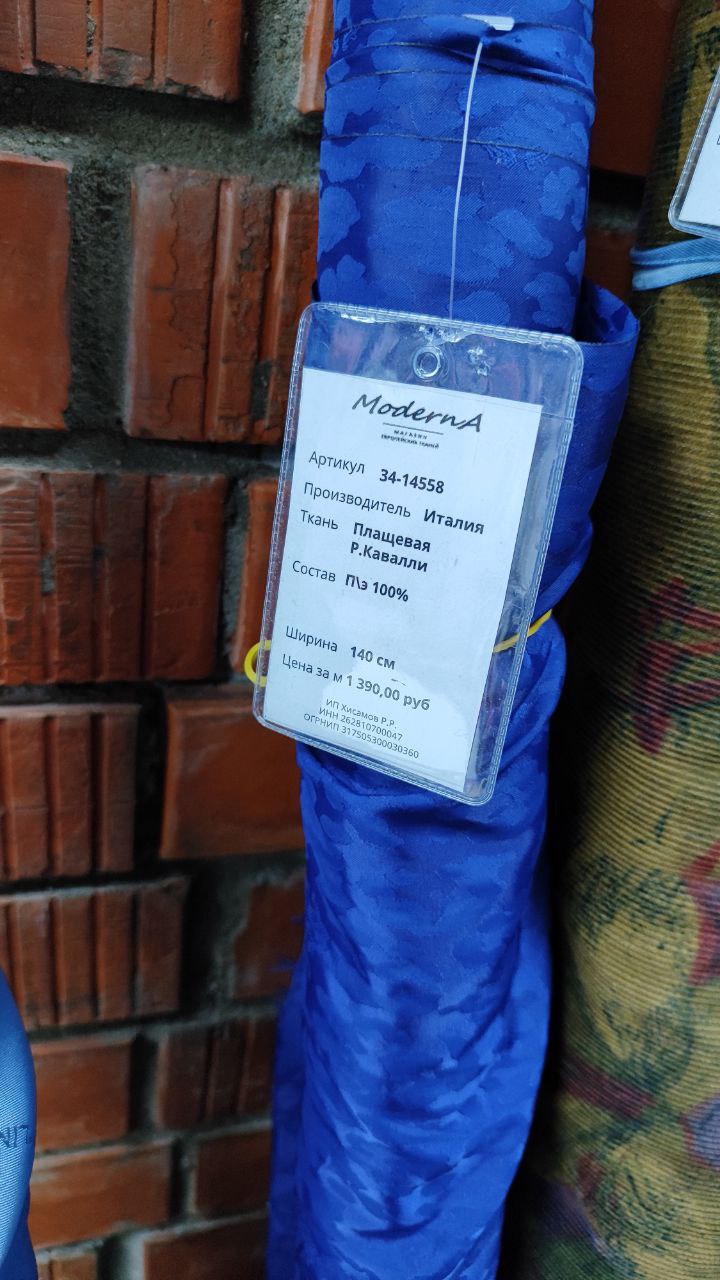 ModernA
МАГАЗИН
ЕВРОПЕЙСКИХ ТКАНЕЙ
Артикул 34-14558
Производитель Италия
Ткань Плащевая
Р.Кавалли
Состав П\э 100%
Ширина 140 см
Цена за м 1 390,00 руб
ИП Хисамов Р.Р.
ИНН 262810700047
ОГРНИП 317505300030360